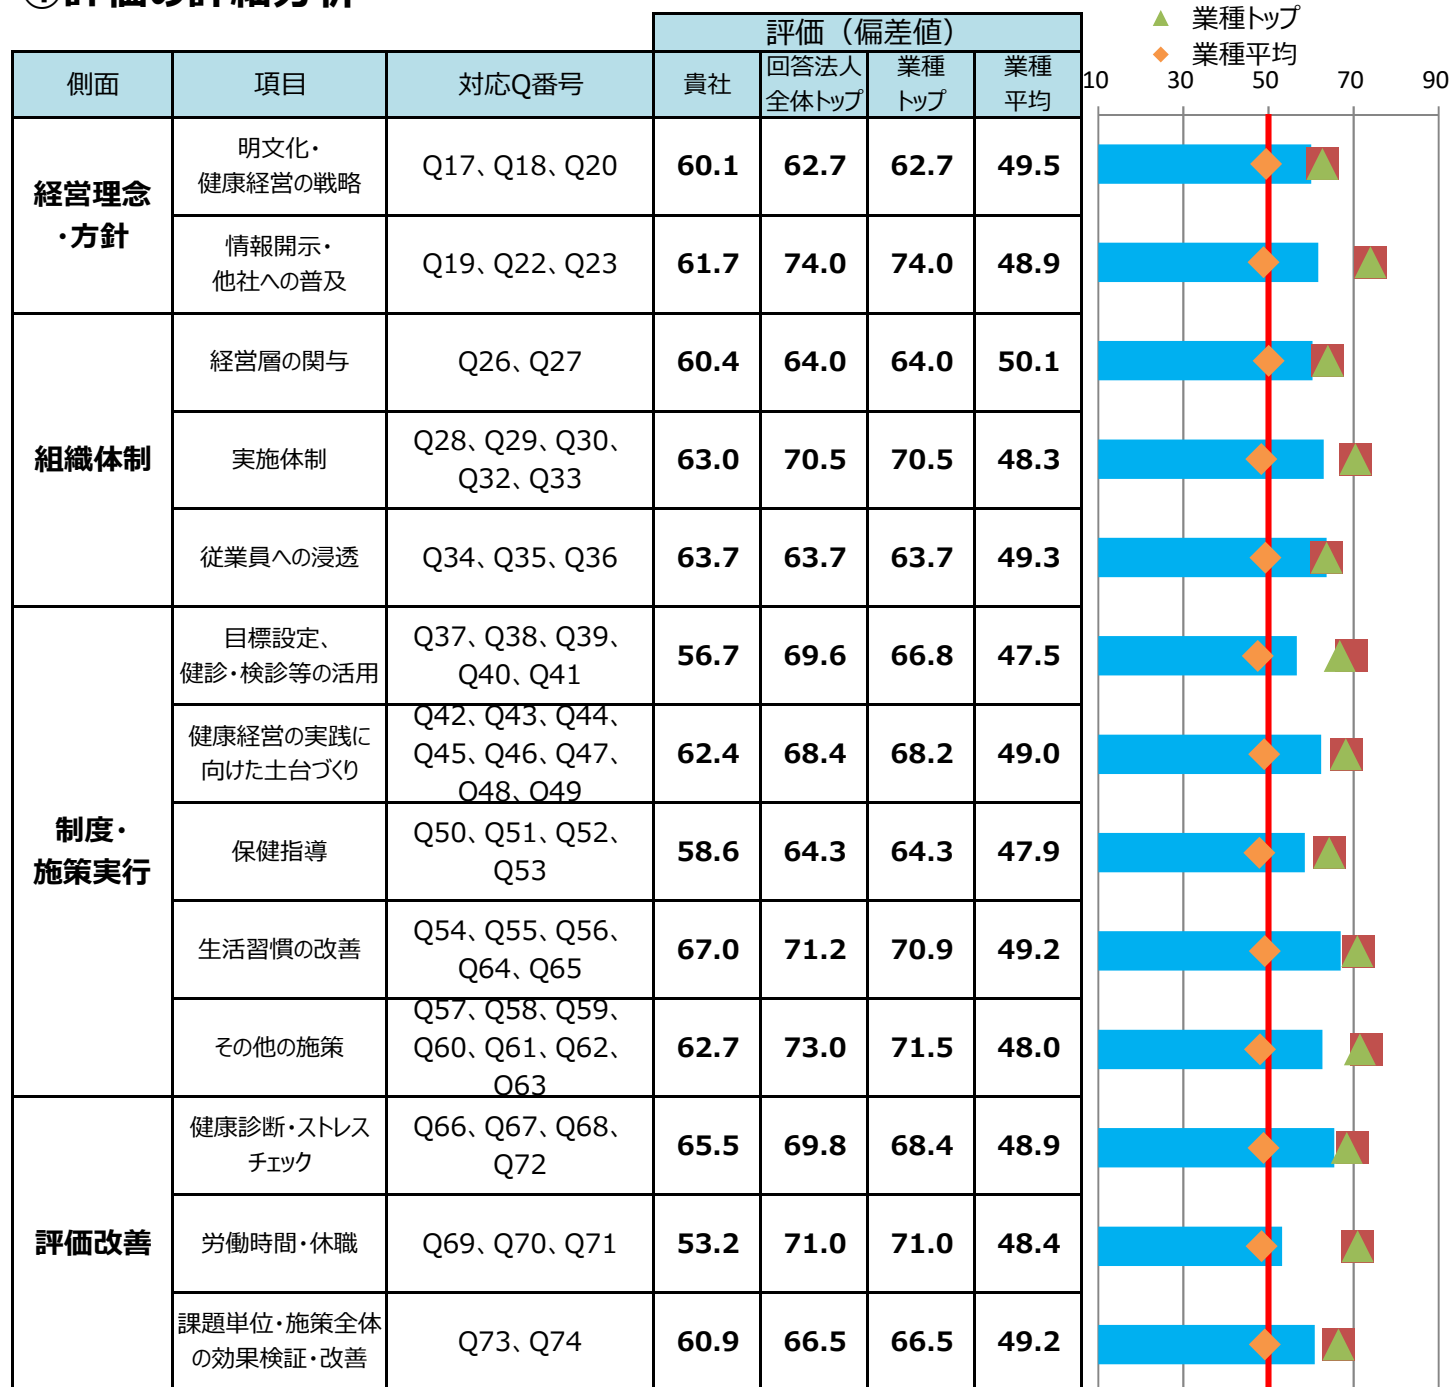 ①評価の詳細分析
▲ 業種トップ
◆ 業種平均
評価（偏差値）
側面 項目 対応Q番号 貴社 回答法人全体トップ 業種トップ 業種平均
10 30 50 70 90
経営理念
・方針
明文化・
健康経営の戦略
Q17、Q18、Q20
60.1 62.7 62.7 49.5
情報開示・
他社への普及
Q19、Q22、Q23
61.7 74.0 74.0 48.9
組織体制
経営層の関与
Q26、Q27
60.4 64.0 64.0 50.1
実施体制
Q28、Q29、Q30、
Q32、Q33
63.0 70.5 70.5 48.3
従業員への浸透
Q34、Q35、Q36
63.7 63.7 63.7 49.3
制度・
施策実行
目標設定、
健診・検診等の活用
Q37、Q38、Q39、
Q40、Q41
56.7 69.6 66.8 47.5
健康経営の実践に
向けた土台づくり
Q42、Q43、Q44、
Q45、Q46、Q47、
Q48、Q49
62.4 68.4 68.2 49.0
保健指導
Q50、Q51、Q52、
Q53
58.6 64.3 64.3 47.9
生活習慣の改善
Q54、Q55、Q56、
Q64、Q65
67.0 71.2 70.9 49.2
その他の施策
Q57、Q58、Q59、
Q60、Q61、Q62、
Q63
62.7 73.0 71.5 48.0
評価改善
健康診断・ストレス
チェック
Q66、Q67、Q68、
Q72
65.5 69.8 68.4 48.9
労働時間・休職
Q69、Q70、Q71
53.2 71.0 71.0 48.4
課題単位・施策全体
の効果検証・改善
Q73、Q74
60.9 66.5 66.5 49.2